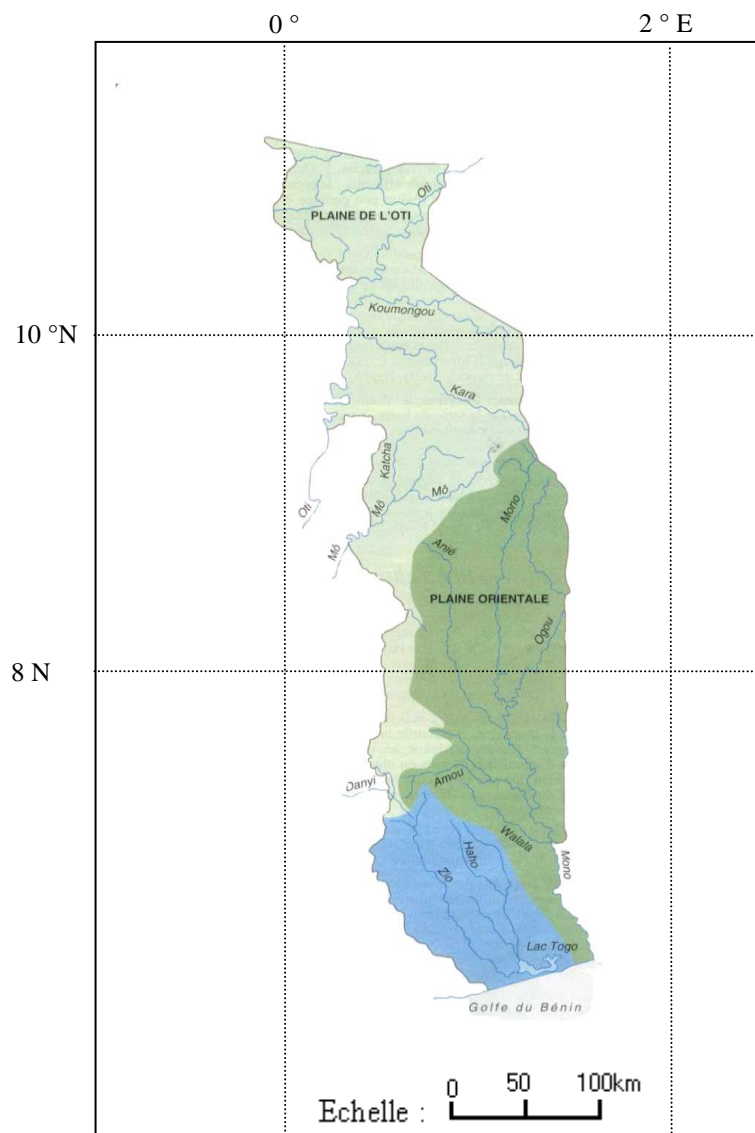 0 °
2 ° E
Oti
PLAINE DE L'OTI
Koumongou
10 °N
Kara
Katcha
Mô
Mô
Mono
Oti
Mô
Anié
PLAINE ORIENTALE
Ogou
8 N
Danyi
Amou
Walala
Haho
Mono
Zio
Lac Togo
Golfe du Bénin
Echelle : 0 50 100km